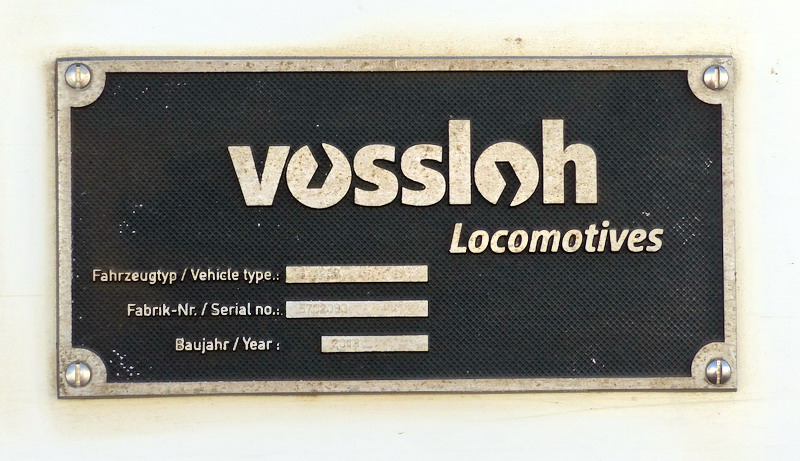 vossloh
Locomotives
Fahrzeugtyp / Vehicle type.:
Fabrik-Nr. / Serial no.:
Baujahr / Year :